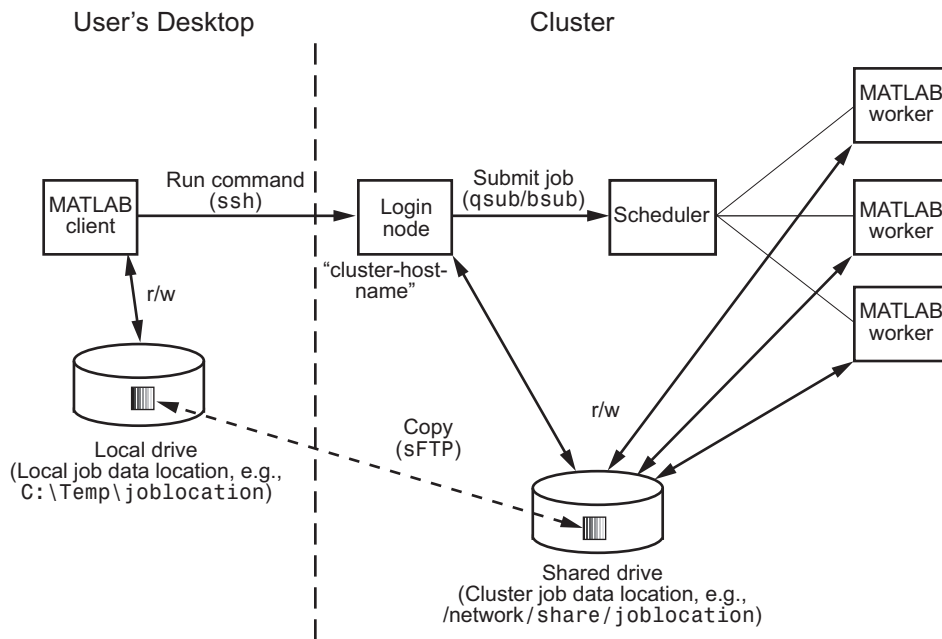 User’s Desktop
Cluster
MATLAB
worker
Run command
(ssh)
Submit job
(qsub/bsub)
MATLAB
client
Login
node
Scheduler
MATLAB
worker
“cluster-host-
name”
r/w
MATLAB
worker
r/w
Copy
(sFTP)
Local drive
(Local job data location, e.g.,
C:\Temp\joblocation)
Shared drive
(Cluster job data location, e.g.,
/network/share/joblocation)